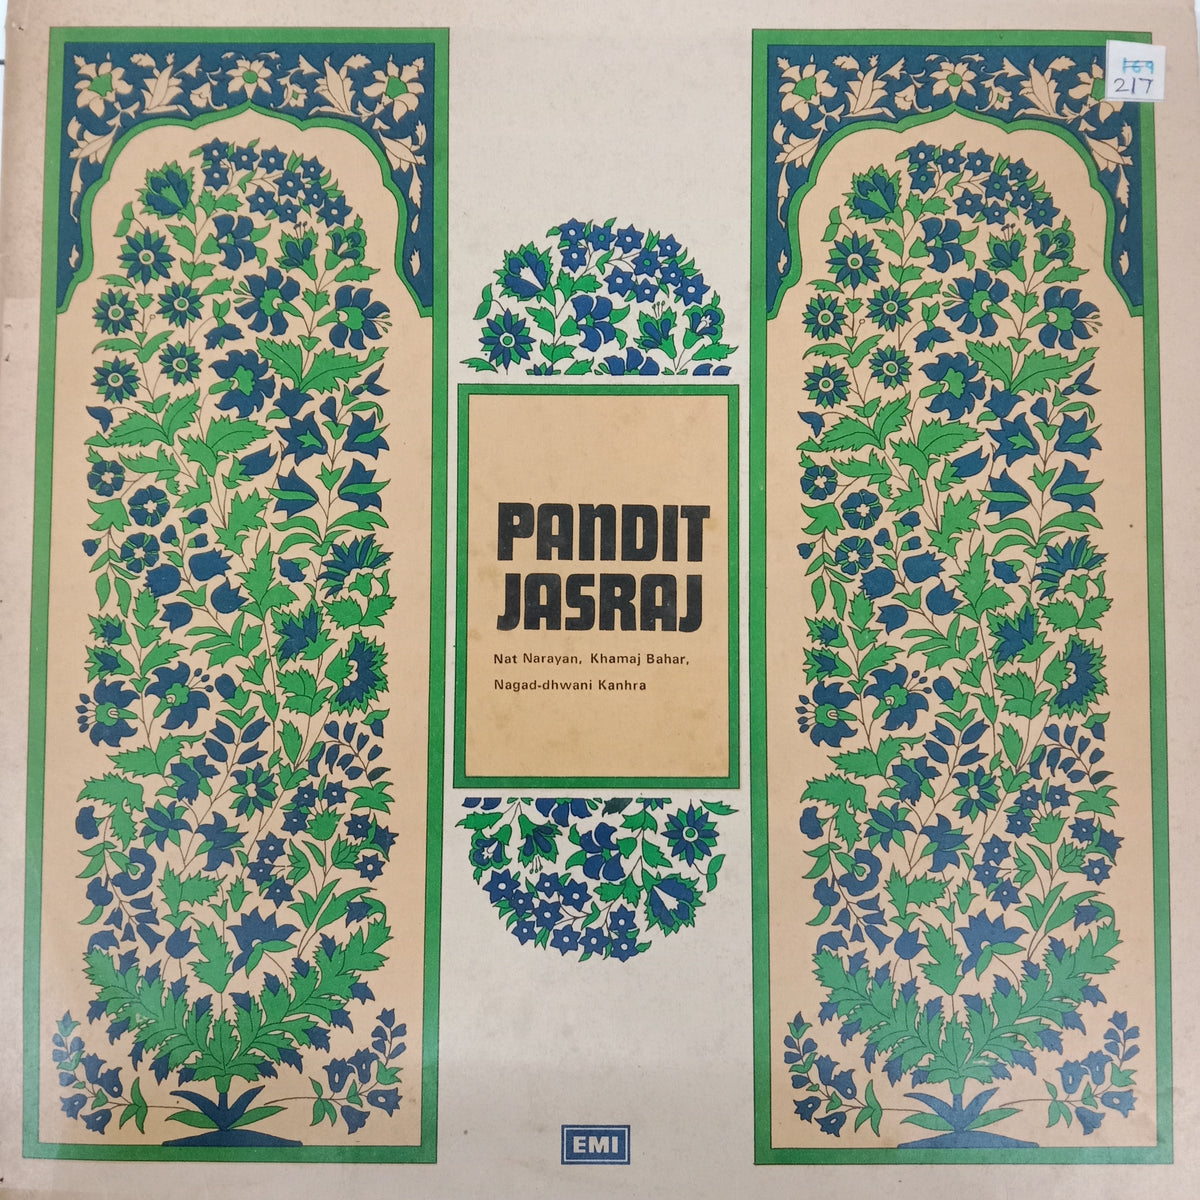 169
217
PANDIT
JASRAJ
Nat Narayan, Khamaj Bahar,
Nagad-dhwani Kanhra
EMI